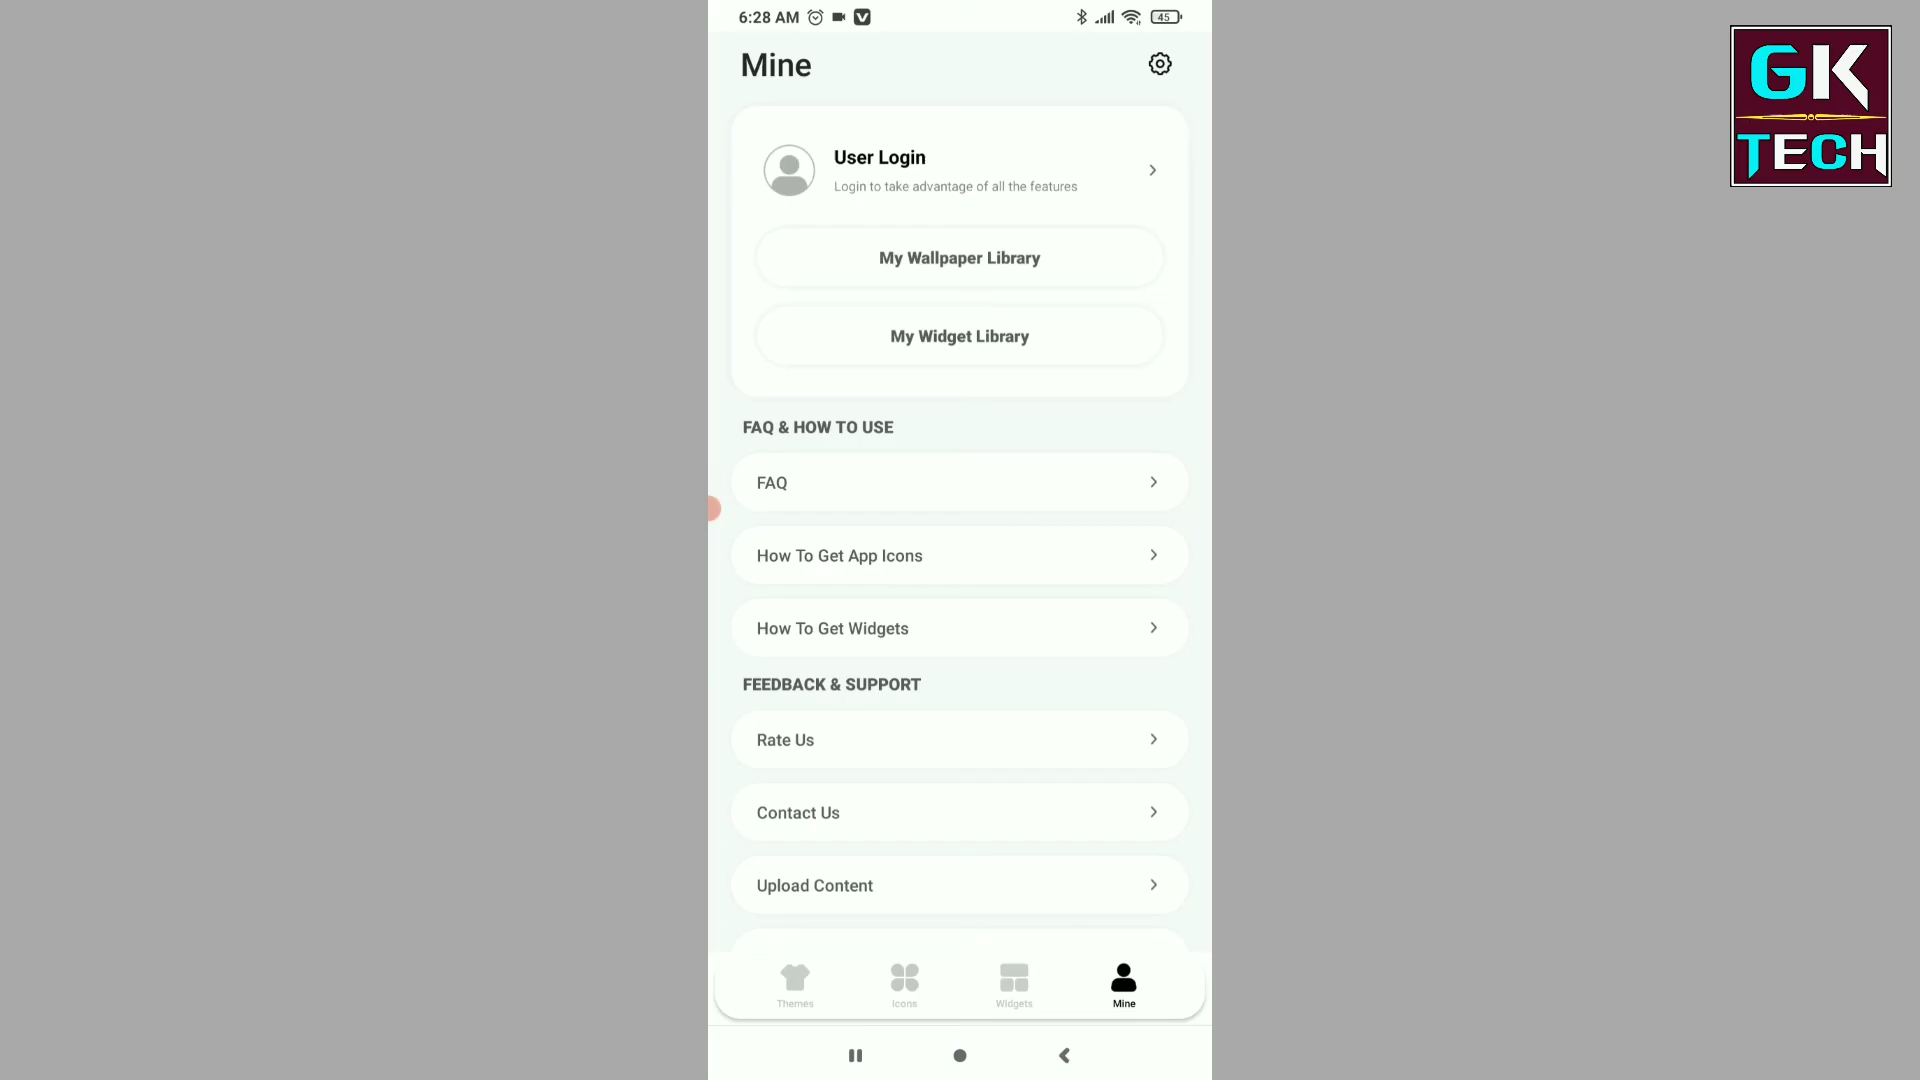 6:28 AM
45
Mine
GK
TECH
User Login
Login to take advantage of all the features
My Wallpaper Library
My Widget Library
FAQ & HOW TO USE
FAQ
How To Get App Icons
How To Get Widgets
FEEDBACK & SUPPORT
Rate Us
Contact Us
Upload Content
Themes
Icons
Widgets
Mine